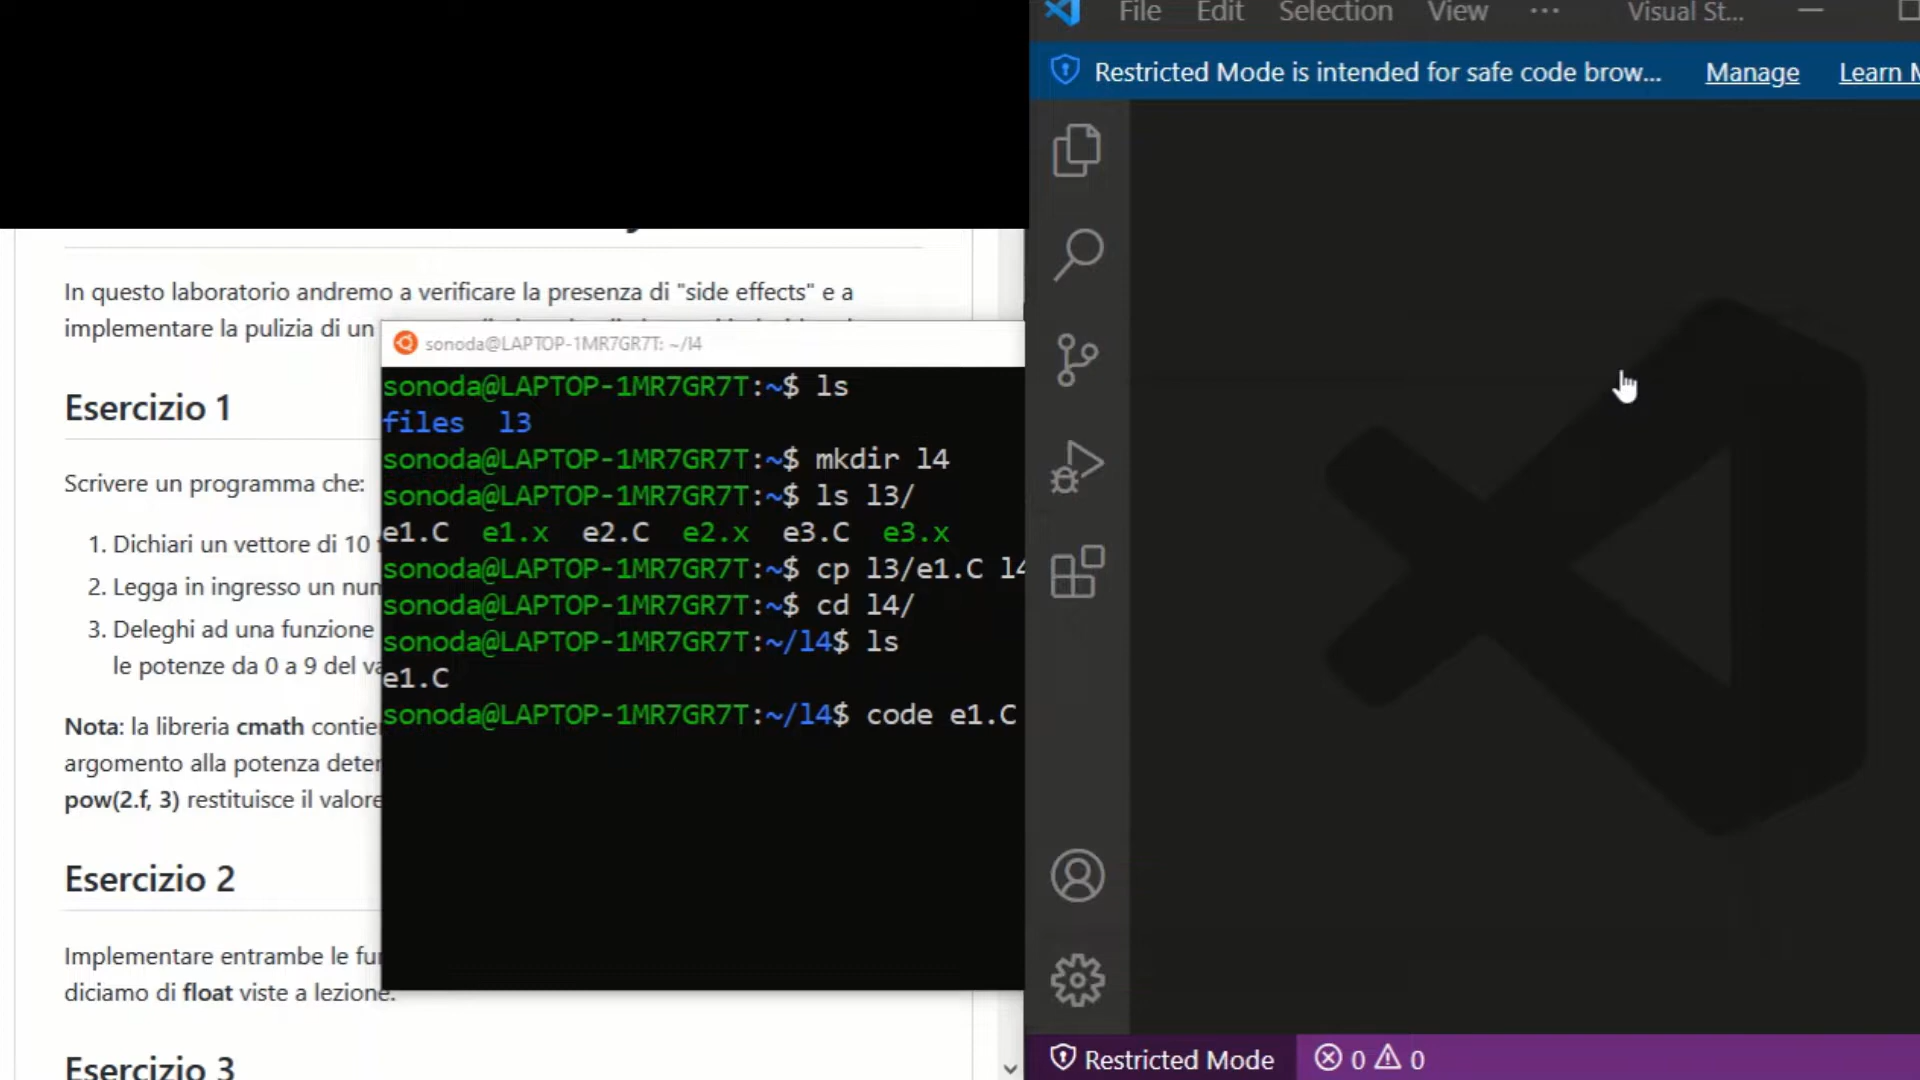 File Edit Selection View ··· Visual St...
Restricted Mode is intended for safe code brow... Manage Learn
In questo laboratorio andremo a verificare la presenza di "side effects" e a
implementare la pulizia di un
Esercizio 1
Scrivere un programma che:
1. Dichiari un vettore di 10
2. Legga in ingresso un
3. Deleghi ad una funzione
le potenze da 0 a 9 del
Nota: la libreria cmath
argomento alla potenza
pow(2.f, 3) restituisce il valore
Esercizio 2
Implementare entrambe le
diciamo di float viste a lezione.
Esercizio 3
sonoda@LAPTOP-1MR7GR7T: ~/l4
sonoda@LAPTOP-1MR7GR7T:~$ ls
files l3
sonoda@LAPTOP-1MR7GR7T:~$ mkdir l4
sonoda@LAPTOP-1MR7GR7T:~$ ls l3/
e1.C e1.x e2.C e2.x e3.C e3.x
sonoda@LAPTOP-1MR7GR7T:~$ cp l3/e1.C l4
sonoda@LAPTOP-1MR7GR7T:~$ cd l4/
sonoda@LAPTOP-1MR7GR7T:~/l4$ ls
e1.C
sonoda@LAPTOP-1MR7GR7T:~/l4$ code e1.C
Restricted Mode 0 0